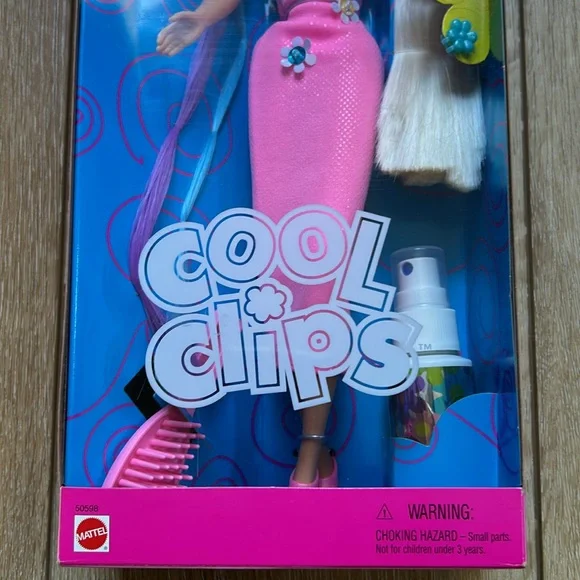 COOL
Clips
TM
50598
MATTEL
⚠ WARNING:
CHOKING HAZARD – Small parts.
Not for children under 3 years.